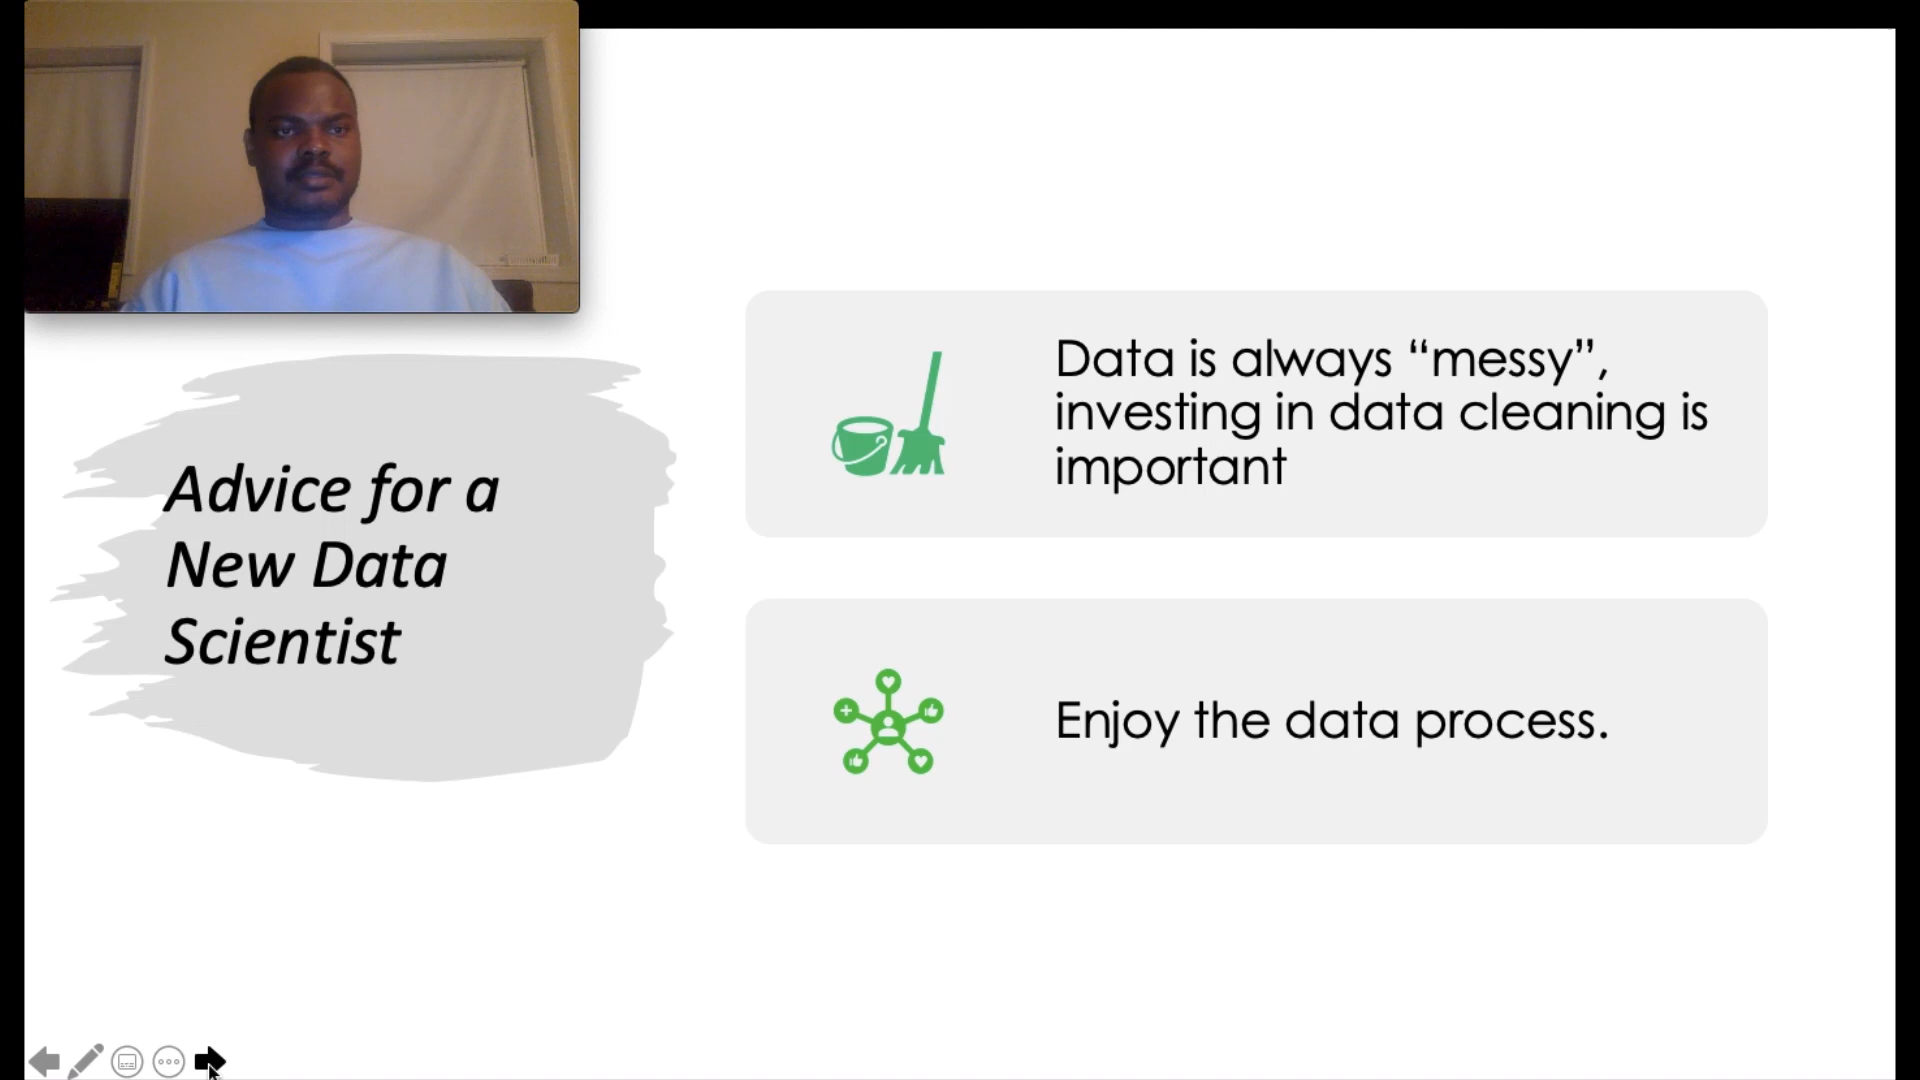 Advice for a
New Data
Scientist
Data is always “messy”,
investing in data cleaning is
important
Enjoy the data process.